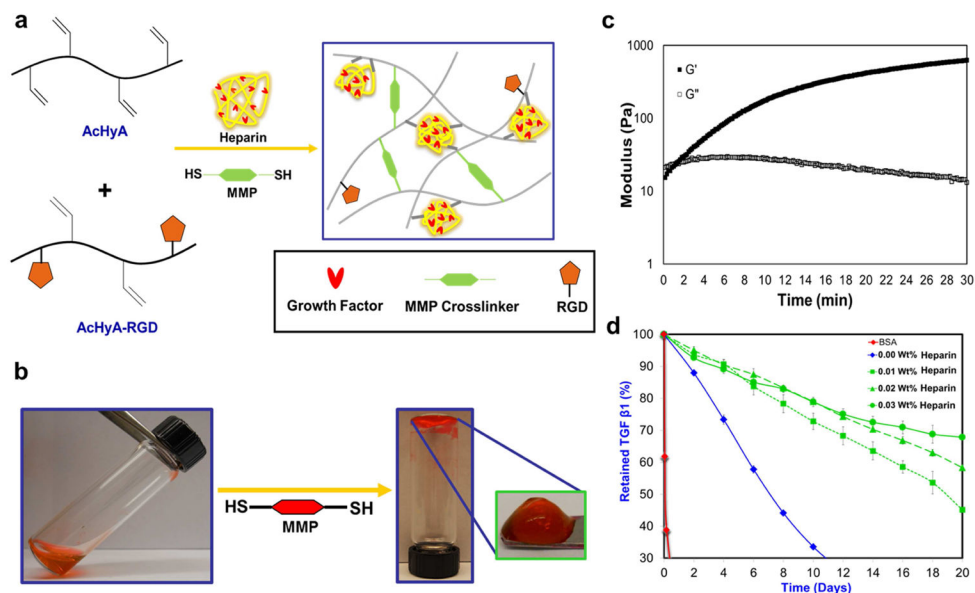 a
AcHyA
+
AcHyA-RGD
Heparin
HS
SH
MMP
Growth Factor
MMP Crosslinker
RGD
b
HS
SH
MMP
c
Modulus (Pa)
1000
100
10
1
G'
G"
0 2 4 6 8 10 12 14 16 18 20 22 24 26 28 30
Time (min)
d
Retained TGF β1 (%)
100
90
80
70
60
50
40
30
BSA
0.00 Wt% Heparin
0.01 Wt% Heparin
0.02 Wt% Heparin
0.03 Wt% Heparin
0 2 4 6 8 10 12 14 16 18 20
Time (Days)